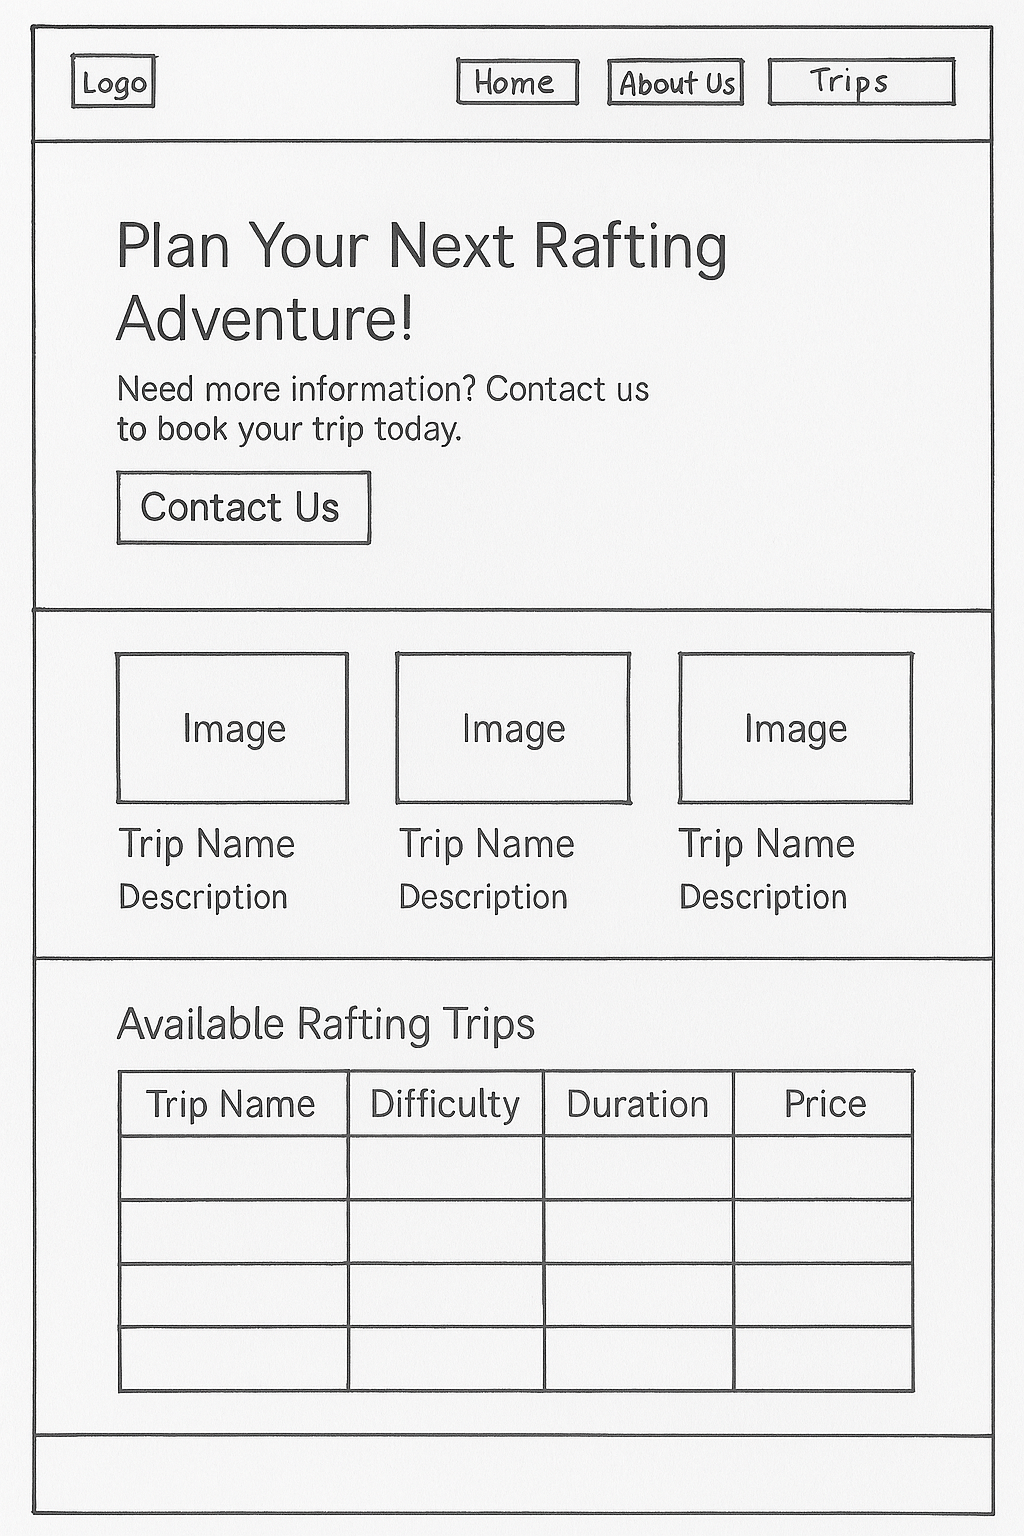 Logo
Home
About Us
Trips
Plan Your Next Rafting
Adventure!
Need more information? Contact us
to book your trip today.
Contact Us
Image
Image
Image
Trip Name
Trip Name
Trip Name
Description
Description
Description
Available Rafting Trips
Trip Name
Difficulty
Duration
Price